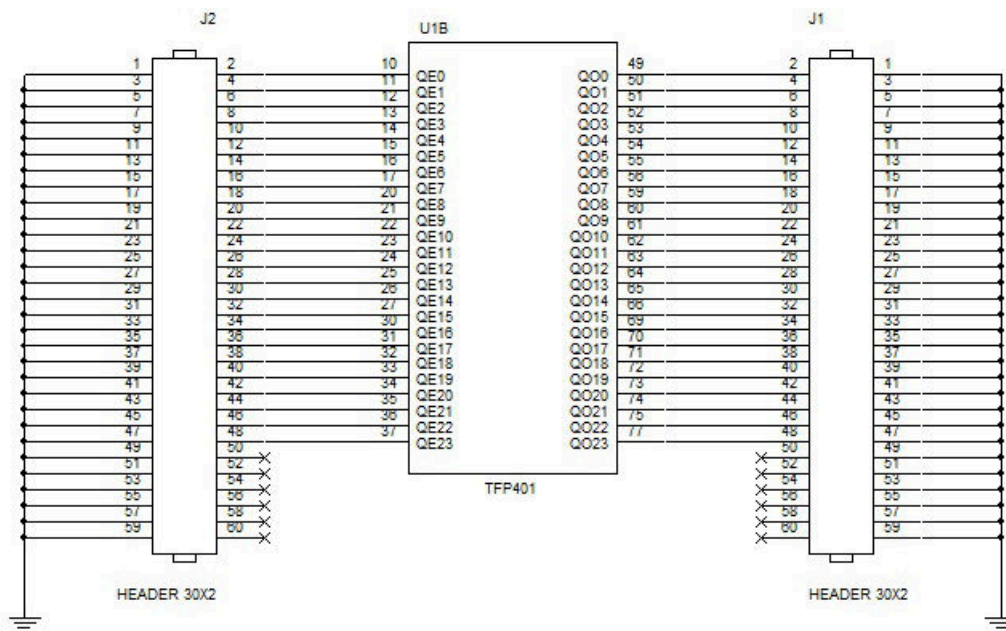 J2 U1B J1
1 2 10 QE0 QO0 49 2 1
3 4 11 QE1 QO1 50 4 3
5 6 12 QE2 QO2 51 6 5
7 8 13 QE3 QO3 52 8 7
9 10 14 QE4 QO4 53 10 9
11 12 15 QE5 QO5 54 12 11
13 14 16 QE6 QO6 55 14 13
15 16 17 QE7 QO7 56 16 15
17 18 20 QE8 QO8 59 18 17
19 20 21 QE9 QO9 60 20 19
21 22 22 QE10 QO10 61 22 21
23 24 23 QE11 QO11 62 24 23
25 26 24 QE12 QO12 63 26 25
27 28 25 QE13 QO13 64 28 27
29 30 26 QE14 QO14 65 30 29
31 32 27 QE15 QO15 66 32 31
33 34 30 QE16 QO16 69 34 33
35 36 31 QE17 QO17 70 36 35
37 38 32 QE18 QO18 71 38 37
39 40 33 QE19 QO19 72 40 39
41 42 34 QE20 QO20 73 42 41
43 44 35 QE21 QO21 74 44 43
45 46 36 QE22 QO22 75 46 45
47 48 37 QE23 QO23 77 48 47
49 50 50 49
51 52 52 51
53 54 54 53
TFP401
55 56 56 55
57 58 58 57
59 60 60 59
HEADER 30X2 HEADER 30X2